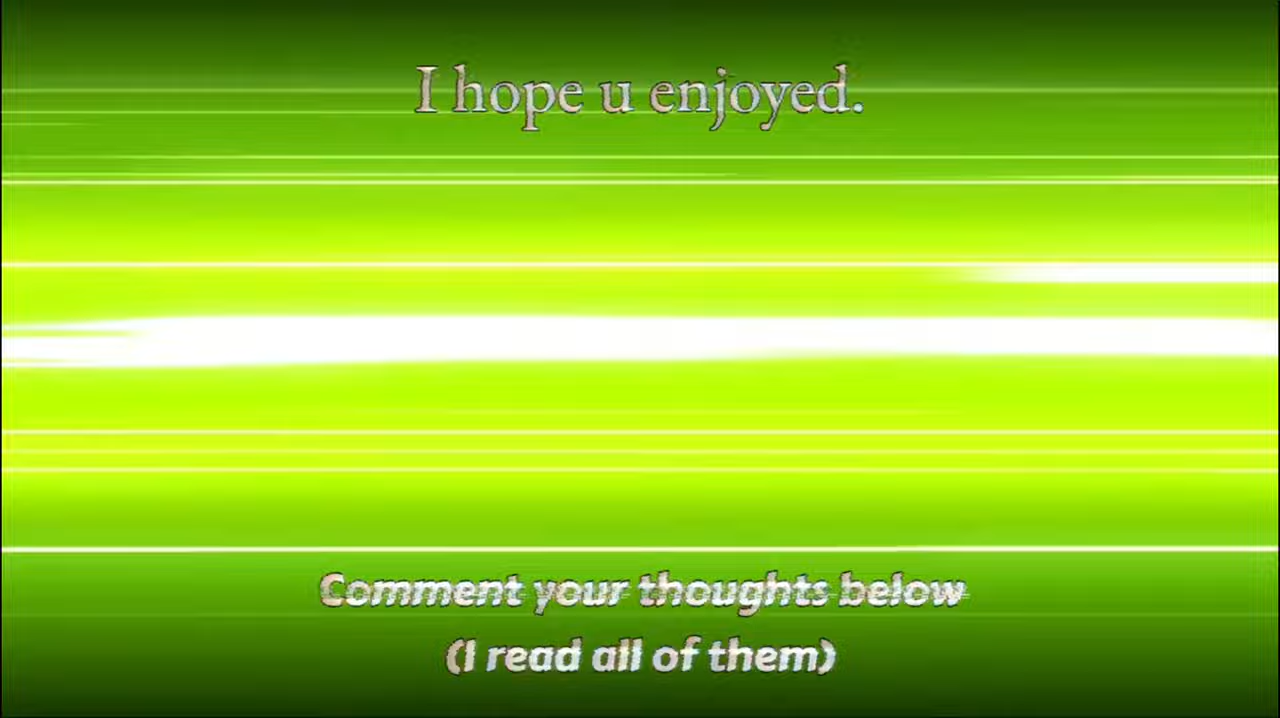 I hope u enjoyed.
Comment your thoughts below
(I read all of them)